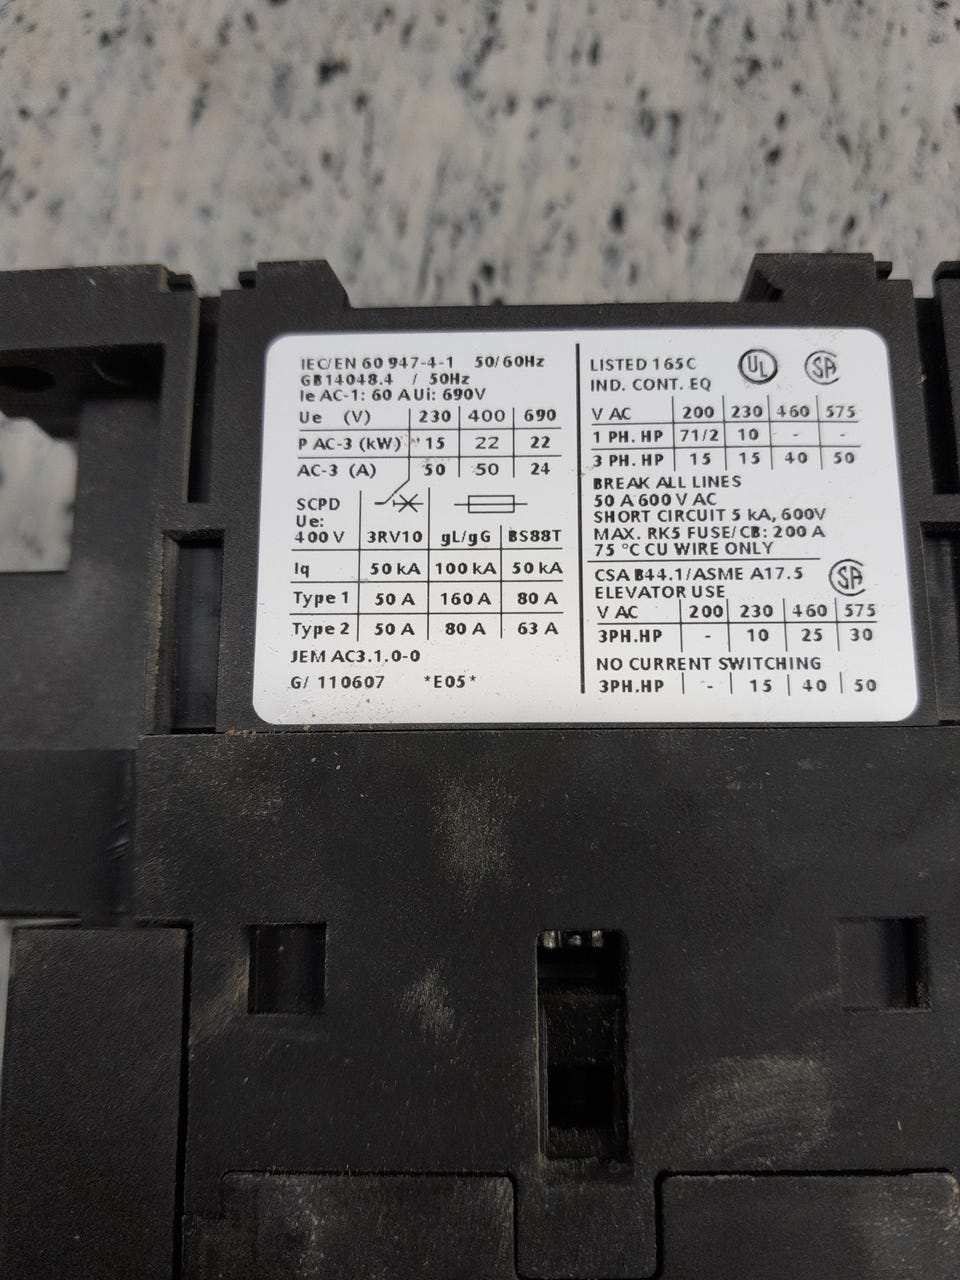 IEC/EN 60 947-4-1 50/60Hz
GB14048.4 / 50Hz
Ie AC-1: 60 A Ui: 690V
Ue (V) 230 400 690
P AC-3 (kW) 15 22 22
AC-3 (A) 50 50 24
SCPD
Ue:
400 V 3RV10 gL/gG BS88T
Iq 50 kA 100 kA 50 kA
Type 1 50 A 160 A 80 A
Type 2 50 A 80 A 63 A
JEM AC3.1.0-0
G/ 110607 *E05*
LISTED 165C UL SA
IND. CONT. EQ
V AC 200 230 460 575
1 PH. HP 71/2 10 - -
3 PH. HP 15 15 40 50
BREAK ALL LINES
50 A 600 V AC
SHORT CIRCUIT 5 kA, 600V
MAX. RK5 FUSE/CB: 200 A
75 °C CU WIRE ONLY
CSA B44.1/ASME A17.5 SA
ELEVATOR USE
V AC 200 230 460 575
3PH.HP - 10 25 30
NO CURRENT SWITCHING
3PH.HP - 15 40 50